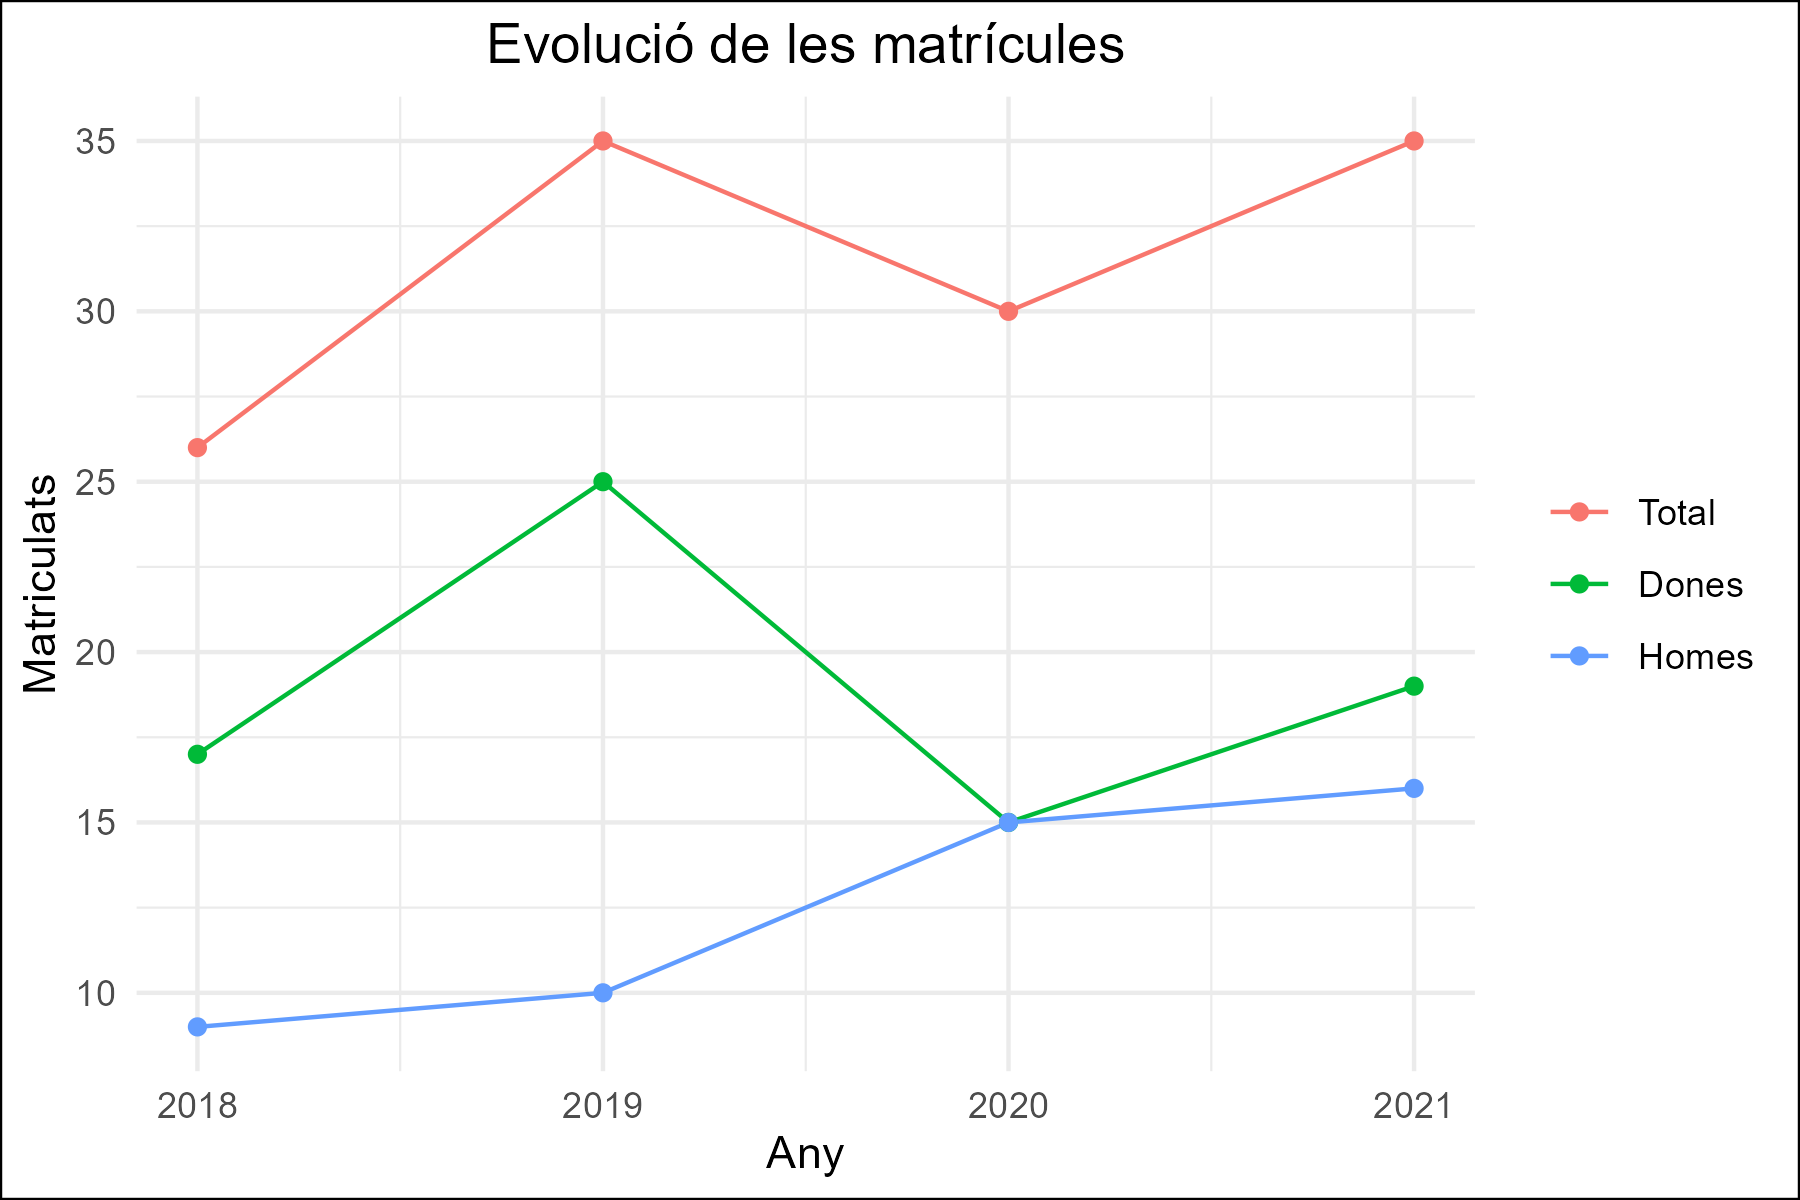 Evolució de les matrícules
Matriculats
35
30
25
20
15
10
2018
2019
2020
2021
Any
Total
Dones
Homes